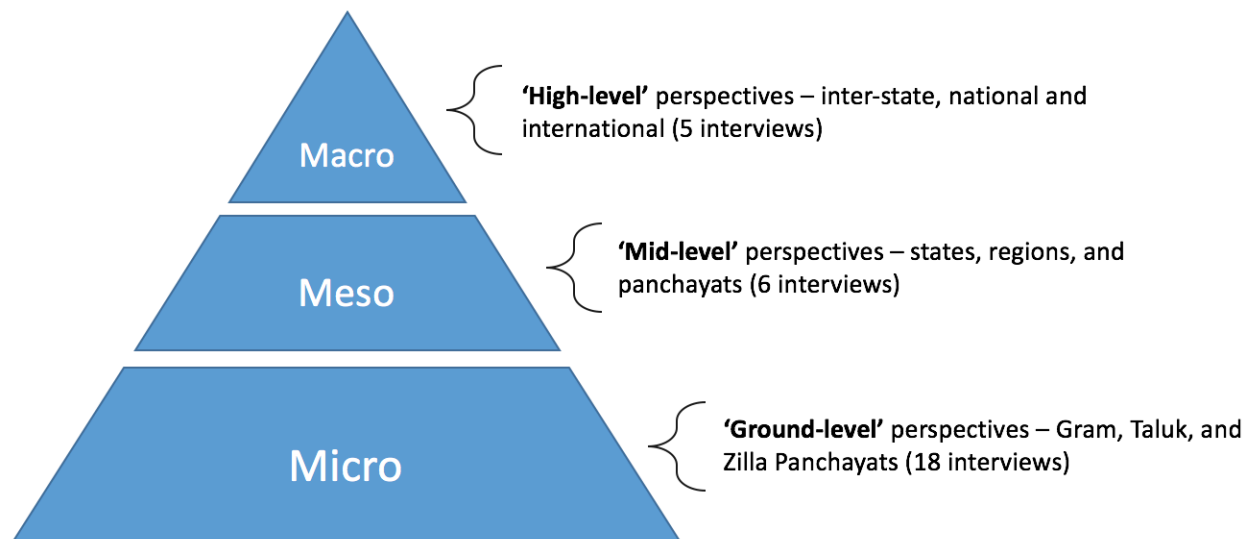 Macro
‘High-level’ perspectives – inter-state, national and
international (5 interviews)
Meso
‘Mid-level’ perspectives – states, regions, and
panchayats (6 interviews)
Micro
‘Ground-level’ perspectives – Gram, Taluk, and
Zilla Panchayats (18 interviews)